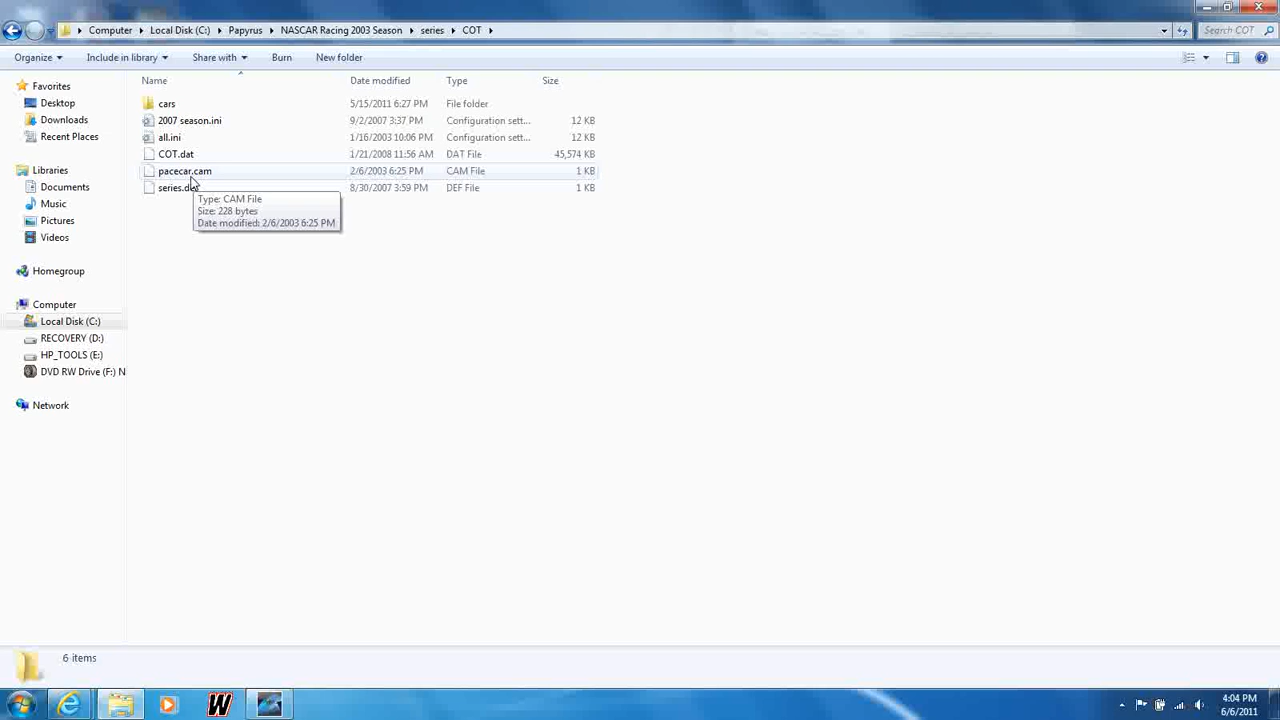 Computer Local Disk (C:) Papyrus NASCAR Racing 2003 Season series COT Search COT
Organize Include in library Share with Burn New folder
Name Date modified Type Size
Favorites
Desktop
Downloads
Recent Places
Libraries
Documents
Music
Pictures
Videos
Homegroup
Computer
Local Disk (C:)
RECOVERY (D:)
HP_TOOLS (E:)
DVD RW Drive (F:) N
Network
cars 5/15/2011 6:27 PM File folder
2007 season.ini 9/2/2007 3:37 PM Configuration sett... 12 KB
all.ini 1/16/2003 10:06 PM Configuration sett... 12 KB
COT.dat 1/21/2008 11:56 AM DAT File 45,574 KB
pacecar.cam 2/6/2003 6:25 PM CAM File 1 KB
8/30/2007 3:59 PM DEF File 1 KB
Type: CAM File
Size: 228 bytes
Date modified: 2/6/2003 6:25 PM
6 items
W
4:04 PM
6/6/2011